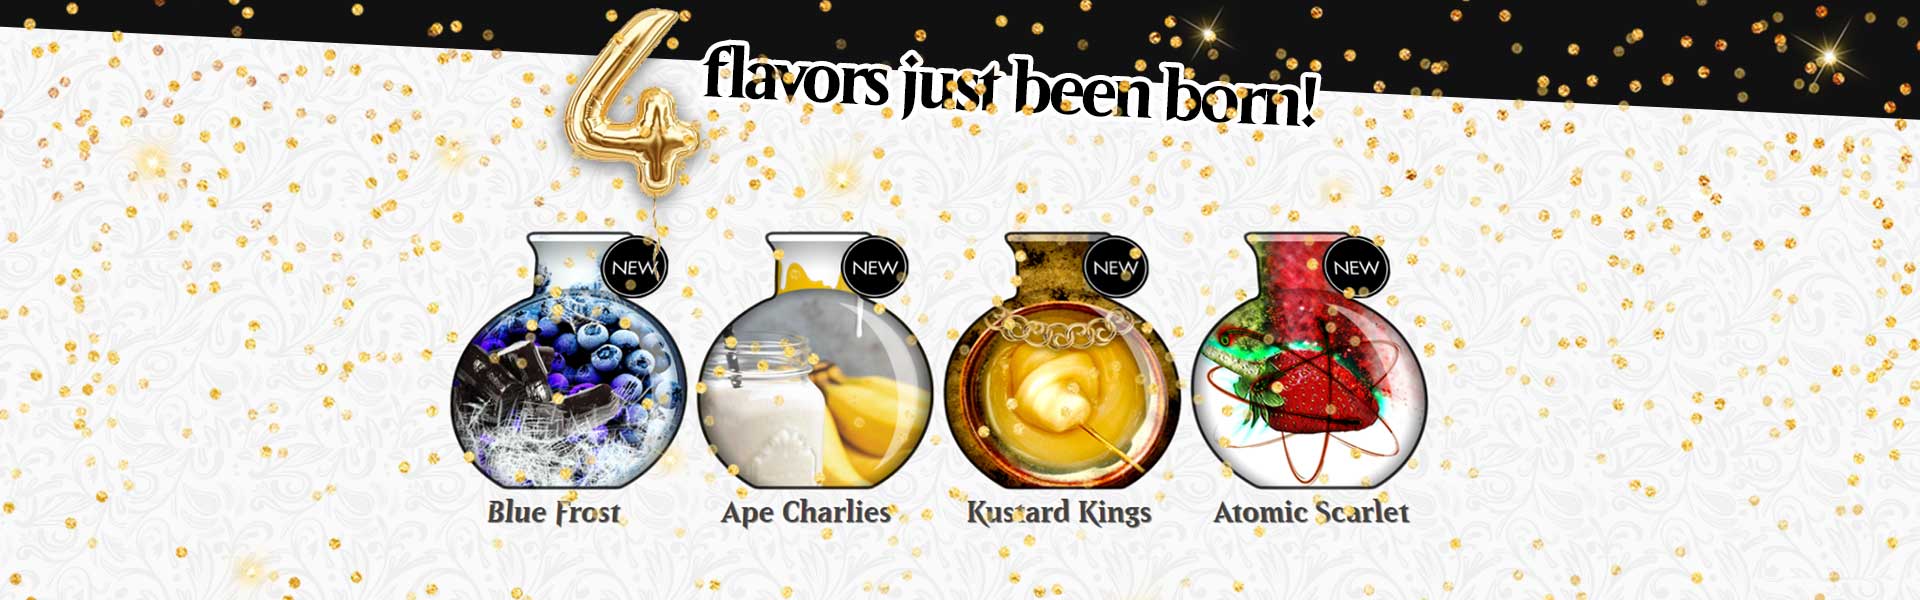 4 flavors just been born!
NEW
NEW
NEW
NEW
Blue Frost
Ape Charlies
Kustard Kings
Atomic Scarlet